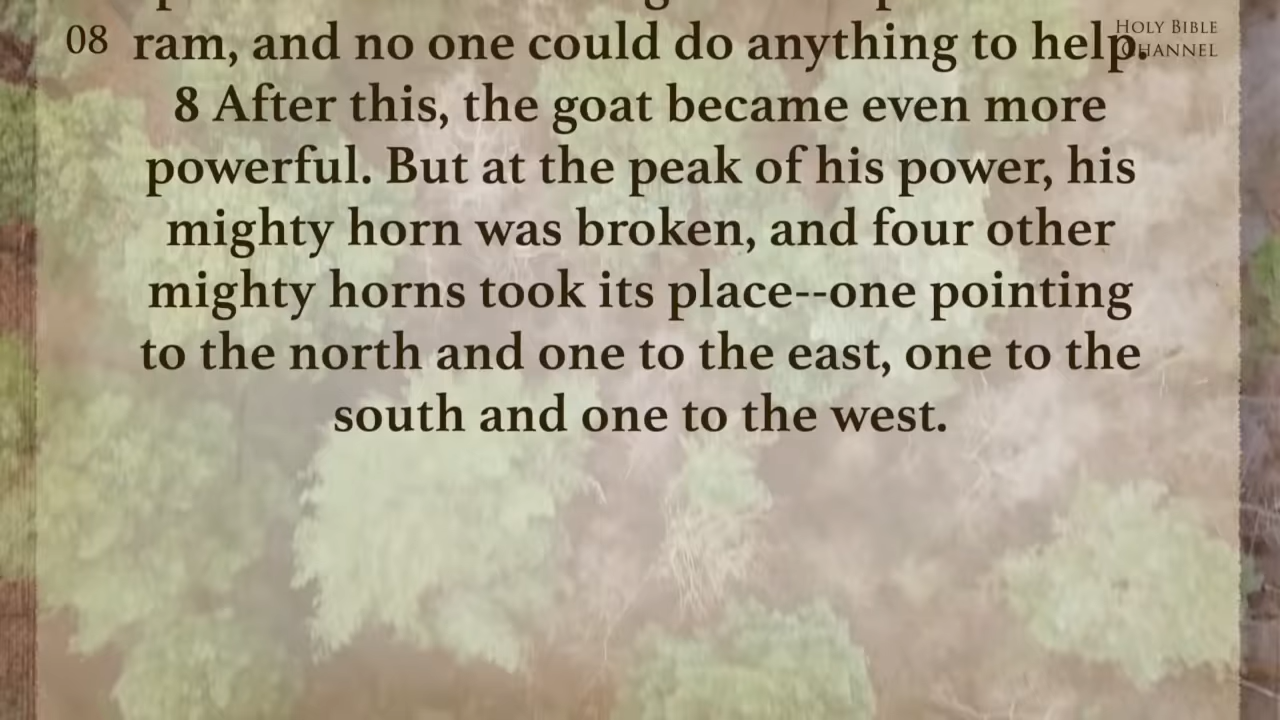 08
ram, and no one could do anything to help.
HOLY BIBLE
CHANNEL
8 After this, the goat became even more
powerful. But at the peak of his power, his
mighty horn was broken, and four other
mighty horns took its place--one pointing
to the north and one to the east, one to the
south and one to the west.